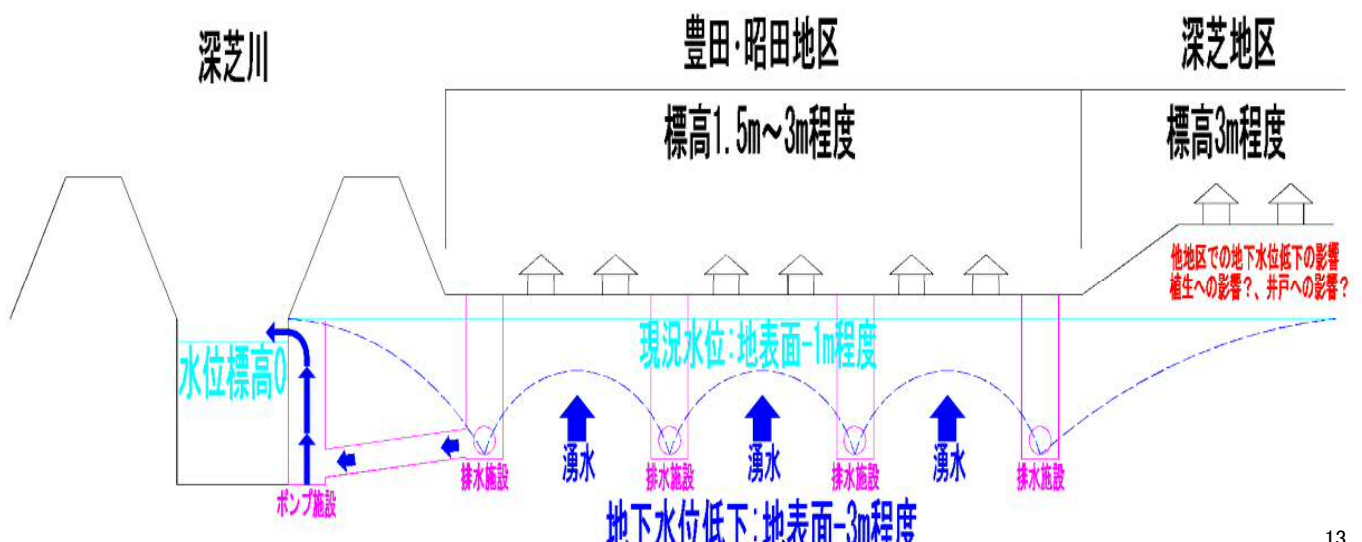 深芝川
豊田・昭田地区
深芝地区
標高1.5m～3m程度
標高3m程度
他地区での地下水位低下の影響
植生への影響？、井戸への影響？
現況水位：地表面-1m程度
水位標高0
湧水
湧水
湧水
排水施設
排水施設
排水施設
排水施設
ポンプ施設
地下水位低下：地表面-3m程度
13